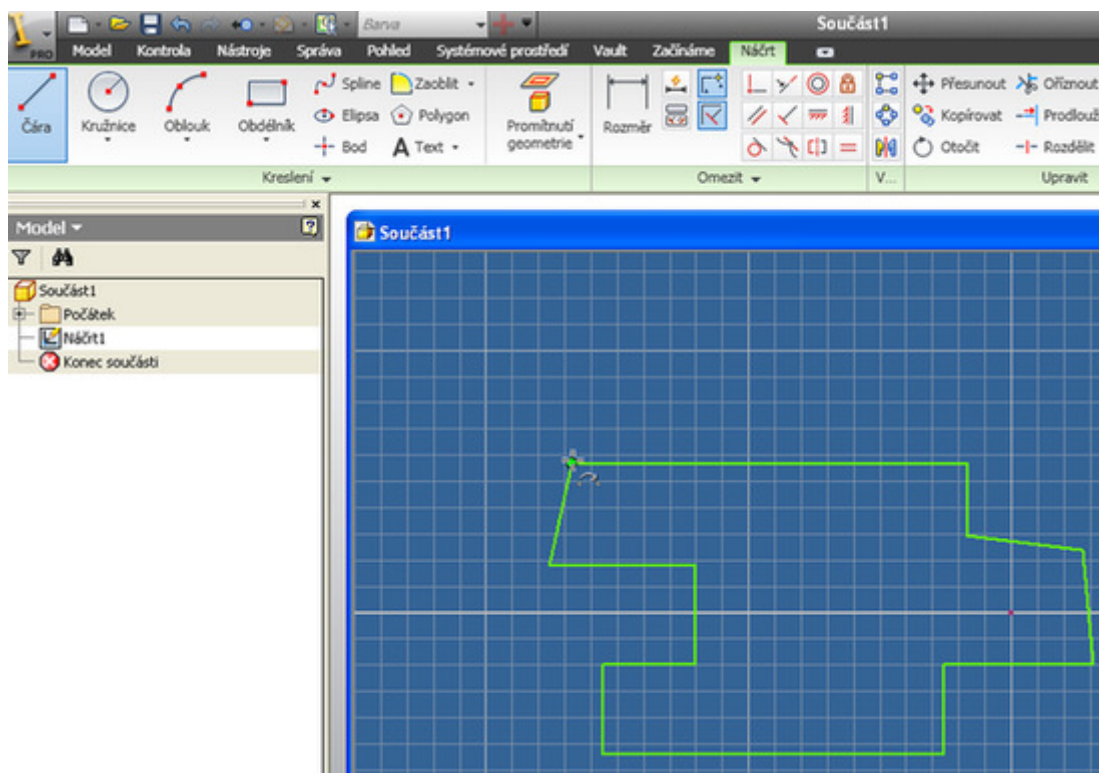 Barva
Součást1
PRO
Model Kontrola Nástroje Správa Pohled Systémové prostředí Vault Začínáme Náčrt
Čára
Kružnice
Oblouk
Obdélník
Spline Zaoblit
Elipsa Polygon
Bod A Text
Promítnutí
geometrie
Rozměr
Přesunout Oříznout
Kopírovat Prodlouž
Otočit Rozdělit
Kreslení Omezit V... Upravit
Model
Součást1
Součást1
Počátek
Náčrt1
Konec součásti